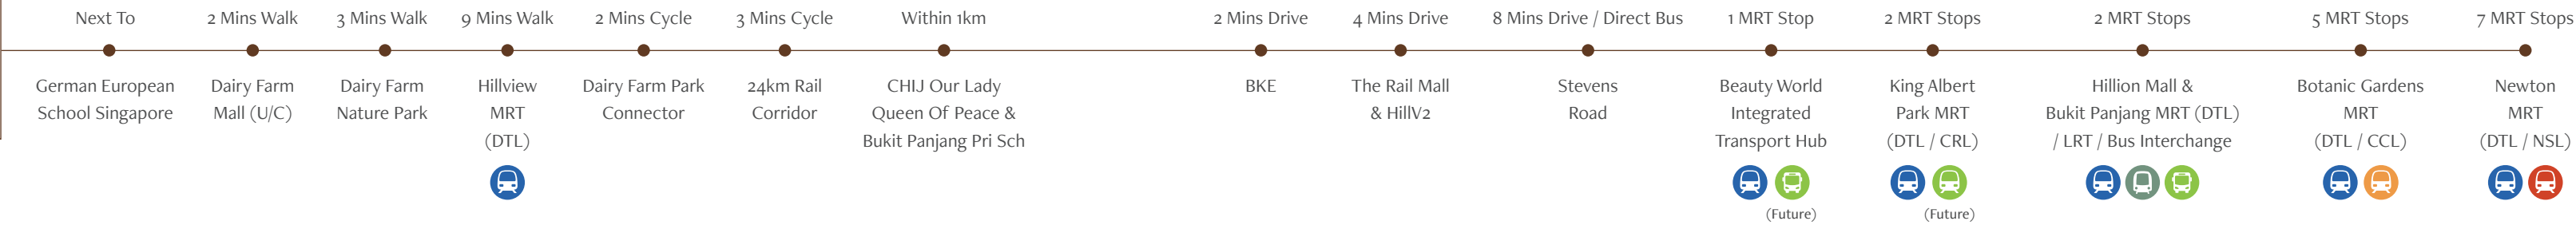 Next To
German European
School Singapore
2 Mins Walk
Dairy Farm
Mall (U/C)
3 Mins Walk
Dairy Farm
Nature Park
9 Mins Walk
Hillview
MRT
(DTL)
2 Mins Cycle
Dairy Farm Park
Connector
3 Mins Cycle
24km Rail
Corridor
Within 1km
CHIJ Our Lady
Queen Of Peace &
Bukit Panjang Pri Sch
2 Mins Drive
BKE
4 Mins Drive
The Rail Mall
& HillV2
8 Mins Drive / Direct Bus
Stevens
Road
1 MRT Stop
Beauty World
Integrated
Transport Hub
(Future)
2 MRT Stops
King Albert
Park MRT
(DTL / CRL)
(Future)
2 MRT Stops
Hillion Mall &
Bukit Panjang MRT (DTL)
/ LRT / Bus Interchange
5 MRT Stops
Botanic Gardens
MRT
(DTL / CCL)
7 MRT Stops
Newton
MRT
(DTL / NSL)